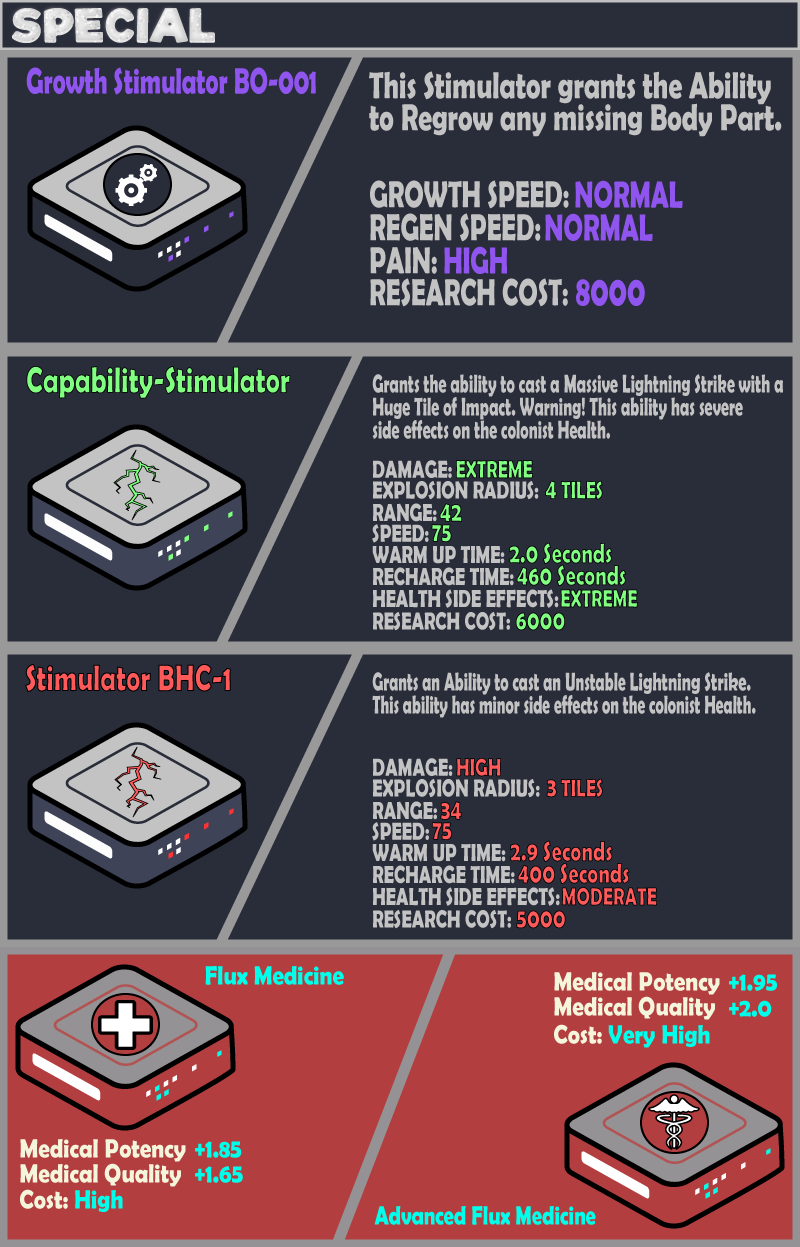 SPECIAL
Growth Stimulator BO-001
This Stimulator grants the Ability
to Regrow any missing Body Part.
GROWTH SPEED: NORMAL
REGEN SPEED: NORMAL
PAIN: HIGH
RESEARCH COST: 8000
Capability-Stimulator
Grants the ability to cast a Massive Lightning Strike with a
Huge Tile of Impact. Warning! This ability has severe
side effects on the colonist Health.
DAMAGE: EXTREME
EXPLOSION RADIUS: 4 TILES
RANGE: 42
SPEED: 75
WARM UP TIME: 2.0 Seconds
RECHARGE TIME: 460 Seconds
HEALTH SIDE EFFECTS: EXTREME
RESEARCH COST: 6000
Stimulator BHC-1
Grants an Ability to cast an Unstable Lightning Strike.
This ability has minor side effects on the colonist Health.
DAMAGE: HIGH
EXPLOSION RADIUS: 3 TILES
RANGE: 34
SPEED: 75
WARM UP TIME: 2.9 Seconds
RECHARGE TIME: 400 Seconds
HEALTH SIDE EFFECTS: MODERATE
RESEARCH COST: 5000
Flux Medicine
Medical Potency +1.85
Medical Quality +1.65
Cost: High
Medical Potency +1.95
Medical Quality +2.0
Cost: Very High
Advanced Flux Medicine